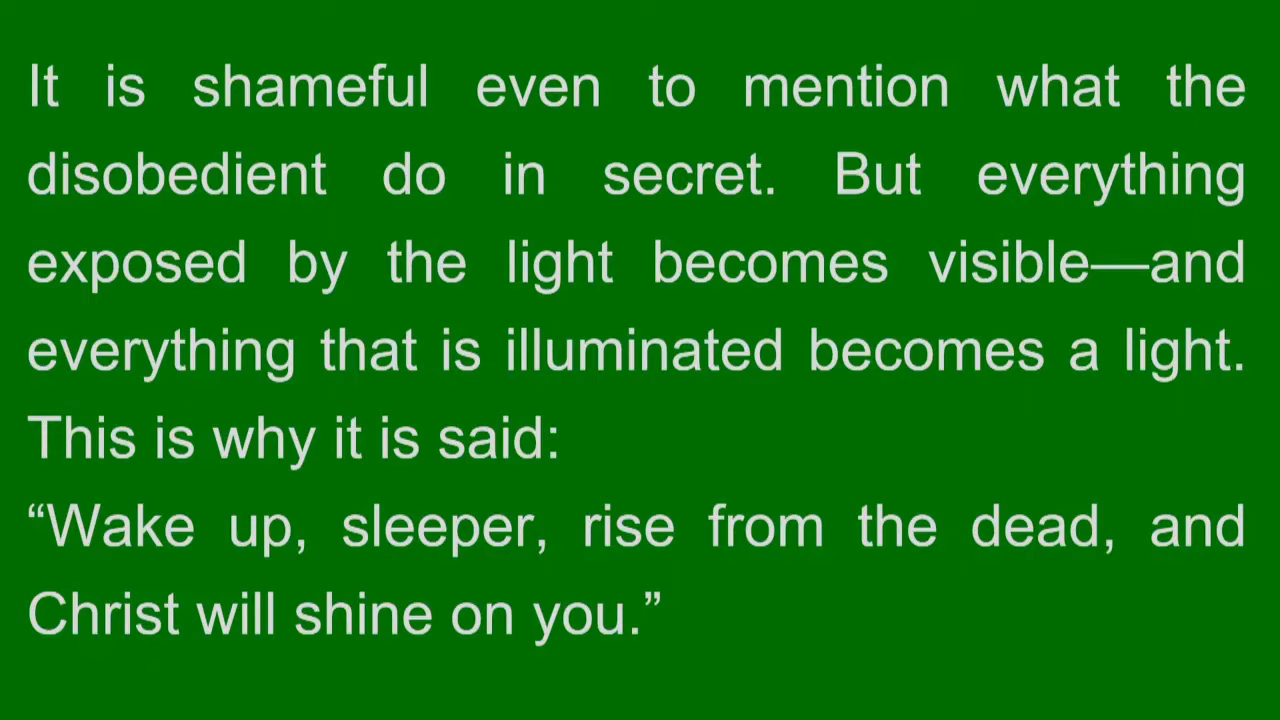 It is shameful even to mention what the
disobedient do in secret. But everything
exposed by the light becomes visible—and
everything that is illuminated becomes a light.
This is why it is said:
“Wake up, sleeper, rise from the dead, and
Christ will shine on you.”